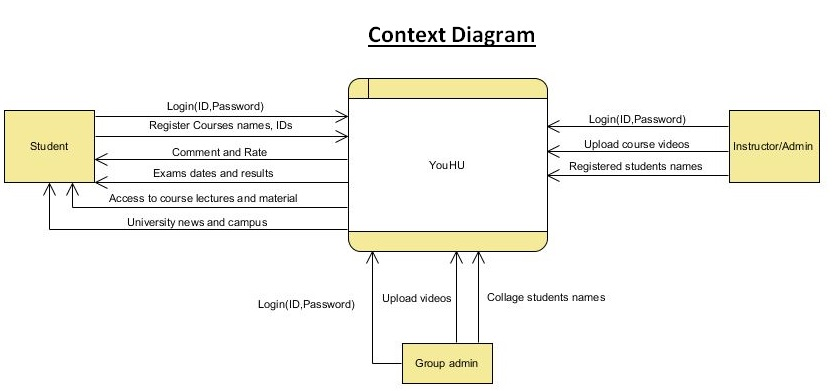 Context Diagram
Login(ID,Password)
Register Courses names, IDs
Student
Comment and Rate
Exams dates and results
Access to course lectures and material
University news and campus
YouHU
Login(ID,Password)
Upload course videos
Instructor/Admin
Registered students names
Login(ID,Password)
Upload videos
Collage students names
Group admin